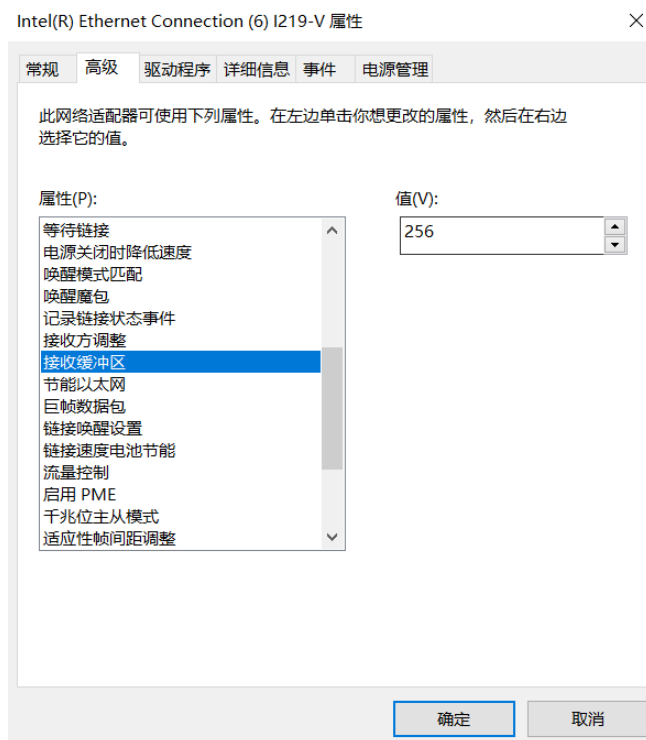 Intel(R) Ethernet Connection (6) I219-V 属性
常规 高级 驱动程序 详细信息 事件 电源管理
此网络适配器可使用下列属性。在左边单击你想更改的属性，然后在右边
选择它的值。
属性(P): 值(V):
256
等待链接
电源关闭时降低速度
唤醒模式匹配
唤醒魔包
记录链接状态事件
接收方调整
接收缓冲区
节能以太网
巨帧数据包
链接唤醒设置
链接速度电池节能
流量控制
启用 PME
千兆位主从模式
适应性帧间距调整
确定 取消